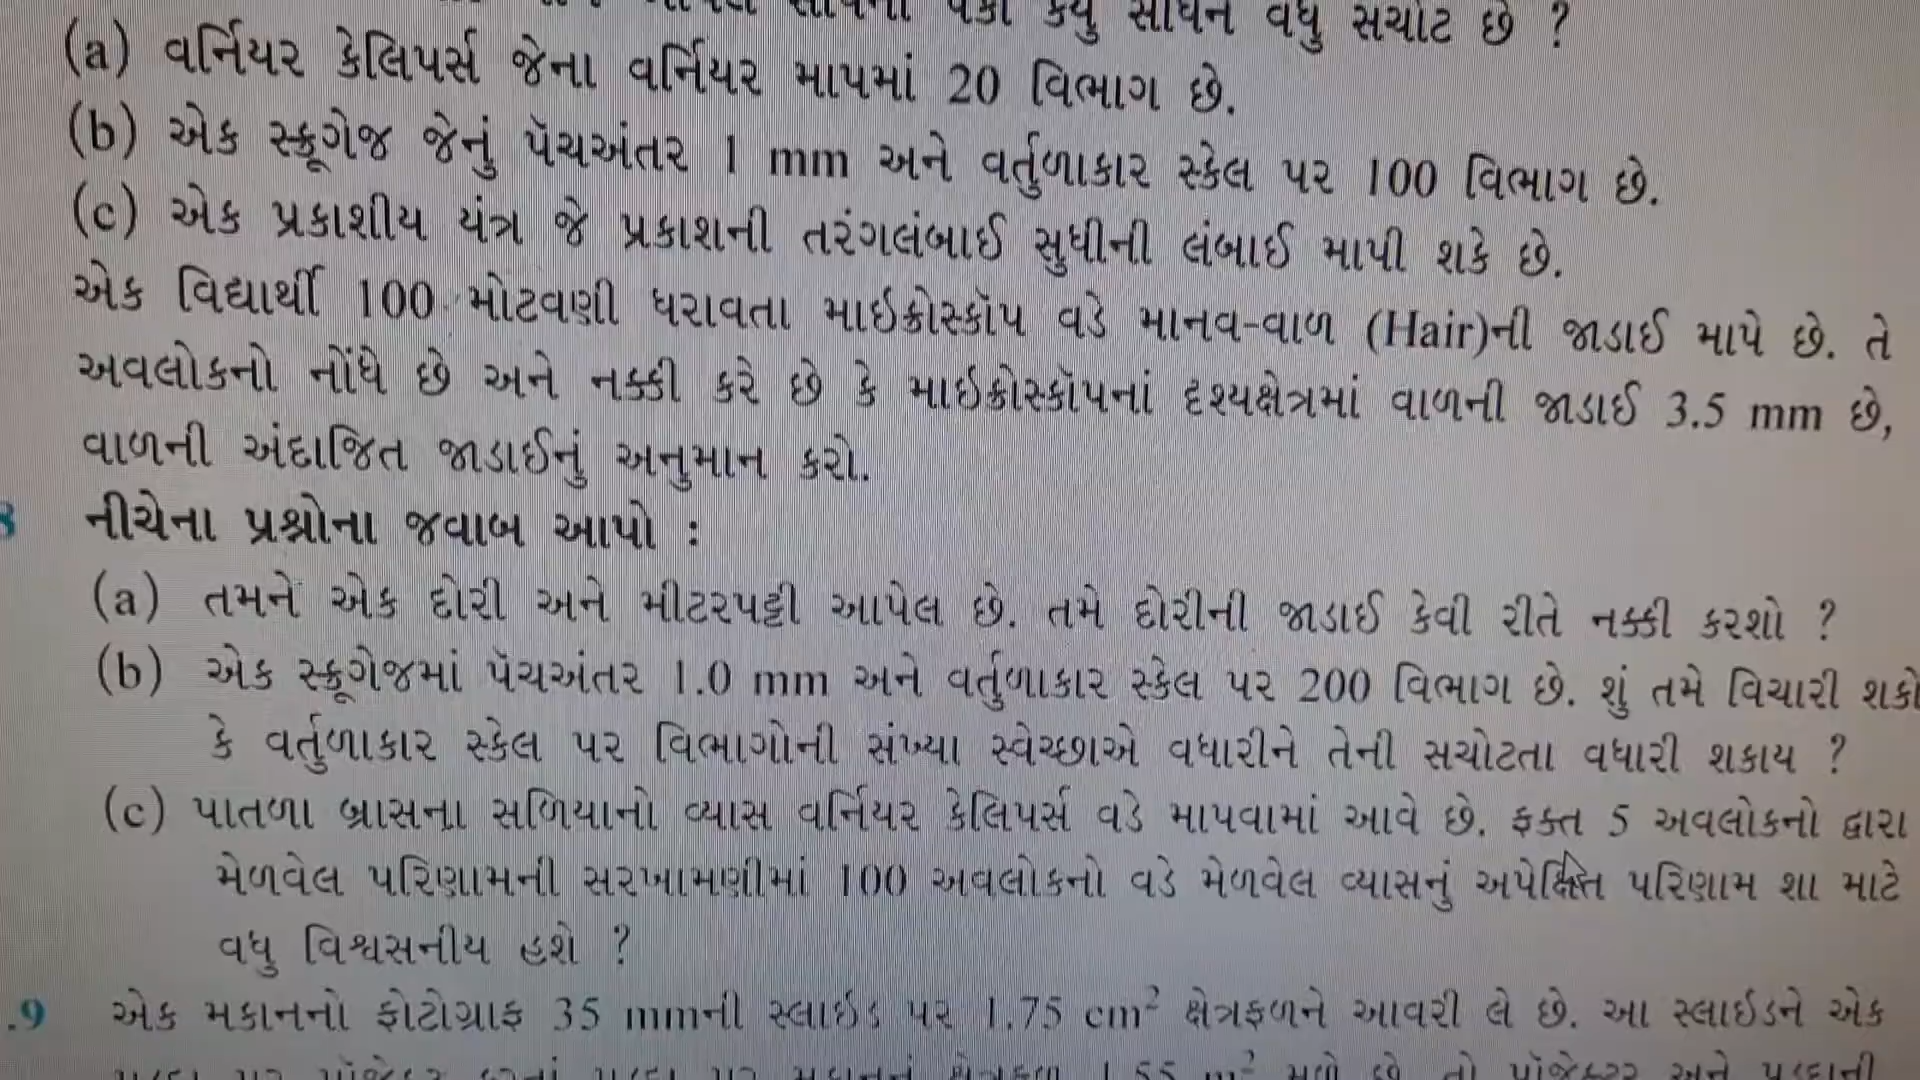 કયું સાધન વધુ સચોટ છે ?
(a) વર્નિયર કેલિપર્સ જેના વર્નિયર માપમાં 20 વિભાગ છે.
(b) એક સ્ક્રૂગેજ જેનું પૅચઅંતર 1 mm અને વર્તુળાકાર સ્કેલ પર 100 વિભાગ છે.
(c) એક પ્રકાશીય યંત્ર જે પ્રકાશની તરંગલંબાઈ સુધીની લંબાઈ માપી શકે છે.
એક વિદ્યાર્થી 100 મોટવણી ધરાવતા માઇક્રોસ્કૉપ વડે માનવ-વાળ (Hair)ની જાડાઈ માપે છે. તે
અવલોકનો નોંધે છે અને નક્કી કરે છે કે માઇક્રોસ્કૉપનાં દૃશ્યક્ષેત્રમાં વાળની જાડાઈ 3.5 mm છે,
વાળની અંદાજિત જાડાઈનું અનુમાન કરો.
નીચેના પ્રશ્નોના જવાબ આપો :
(a) તમને એક દોરી અને મીટરપટ્ટી આપેલ છે. તમે દોરીની જાડાઈ કેવી રીતે નક્કી કરશો ?
(b) એક સ્ક્રૂગેજમાં પૅચઅંતર 1.0 mm અને વર્તુળાકાર સ્કેલ પર 200 વિભાગ છે. શું તમે વિચારી શકો
કે વર્તુળાકાર સ્કેલ પર વિભાગોની સંખ્યા સ્વેચ્છાએ વધારીને તેની સચોટતા વધારી શકાય ?
(c) પાતળા બ્રાસના સળિયાનો વ્યાસ વર્નિયર કેલિપર્સ વડે માપવામાં આવે છે. ફક્ત 5 અવલોકનો દ્વારા
મેળવેલ પરિણામની સરખામણીમાં 100 અવલોકનો વડે મેળવેલ વ્યાસનું અપેક્ષિત પરિણામ શા માટે
વધુ વિશ્વસનીય હશે ?
.9 એક મકાનનો ફોટોગ્રાફ 35 mmની સ્લાઈડ પર 1.75 cm² ક્ષેત્રફળને આવરી લે છે. આ સ્લાઈડને એક